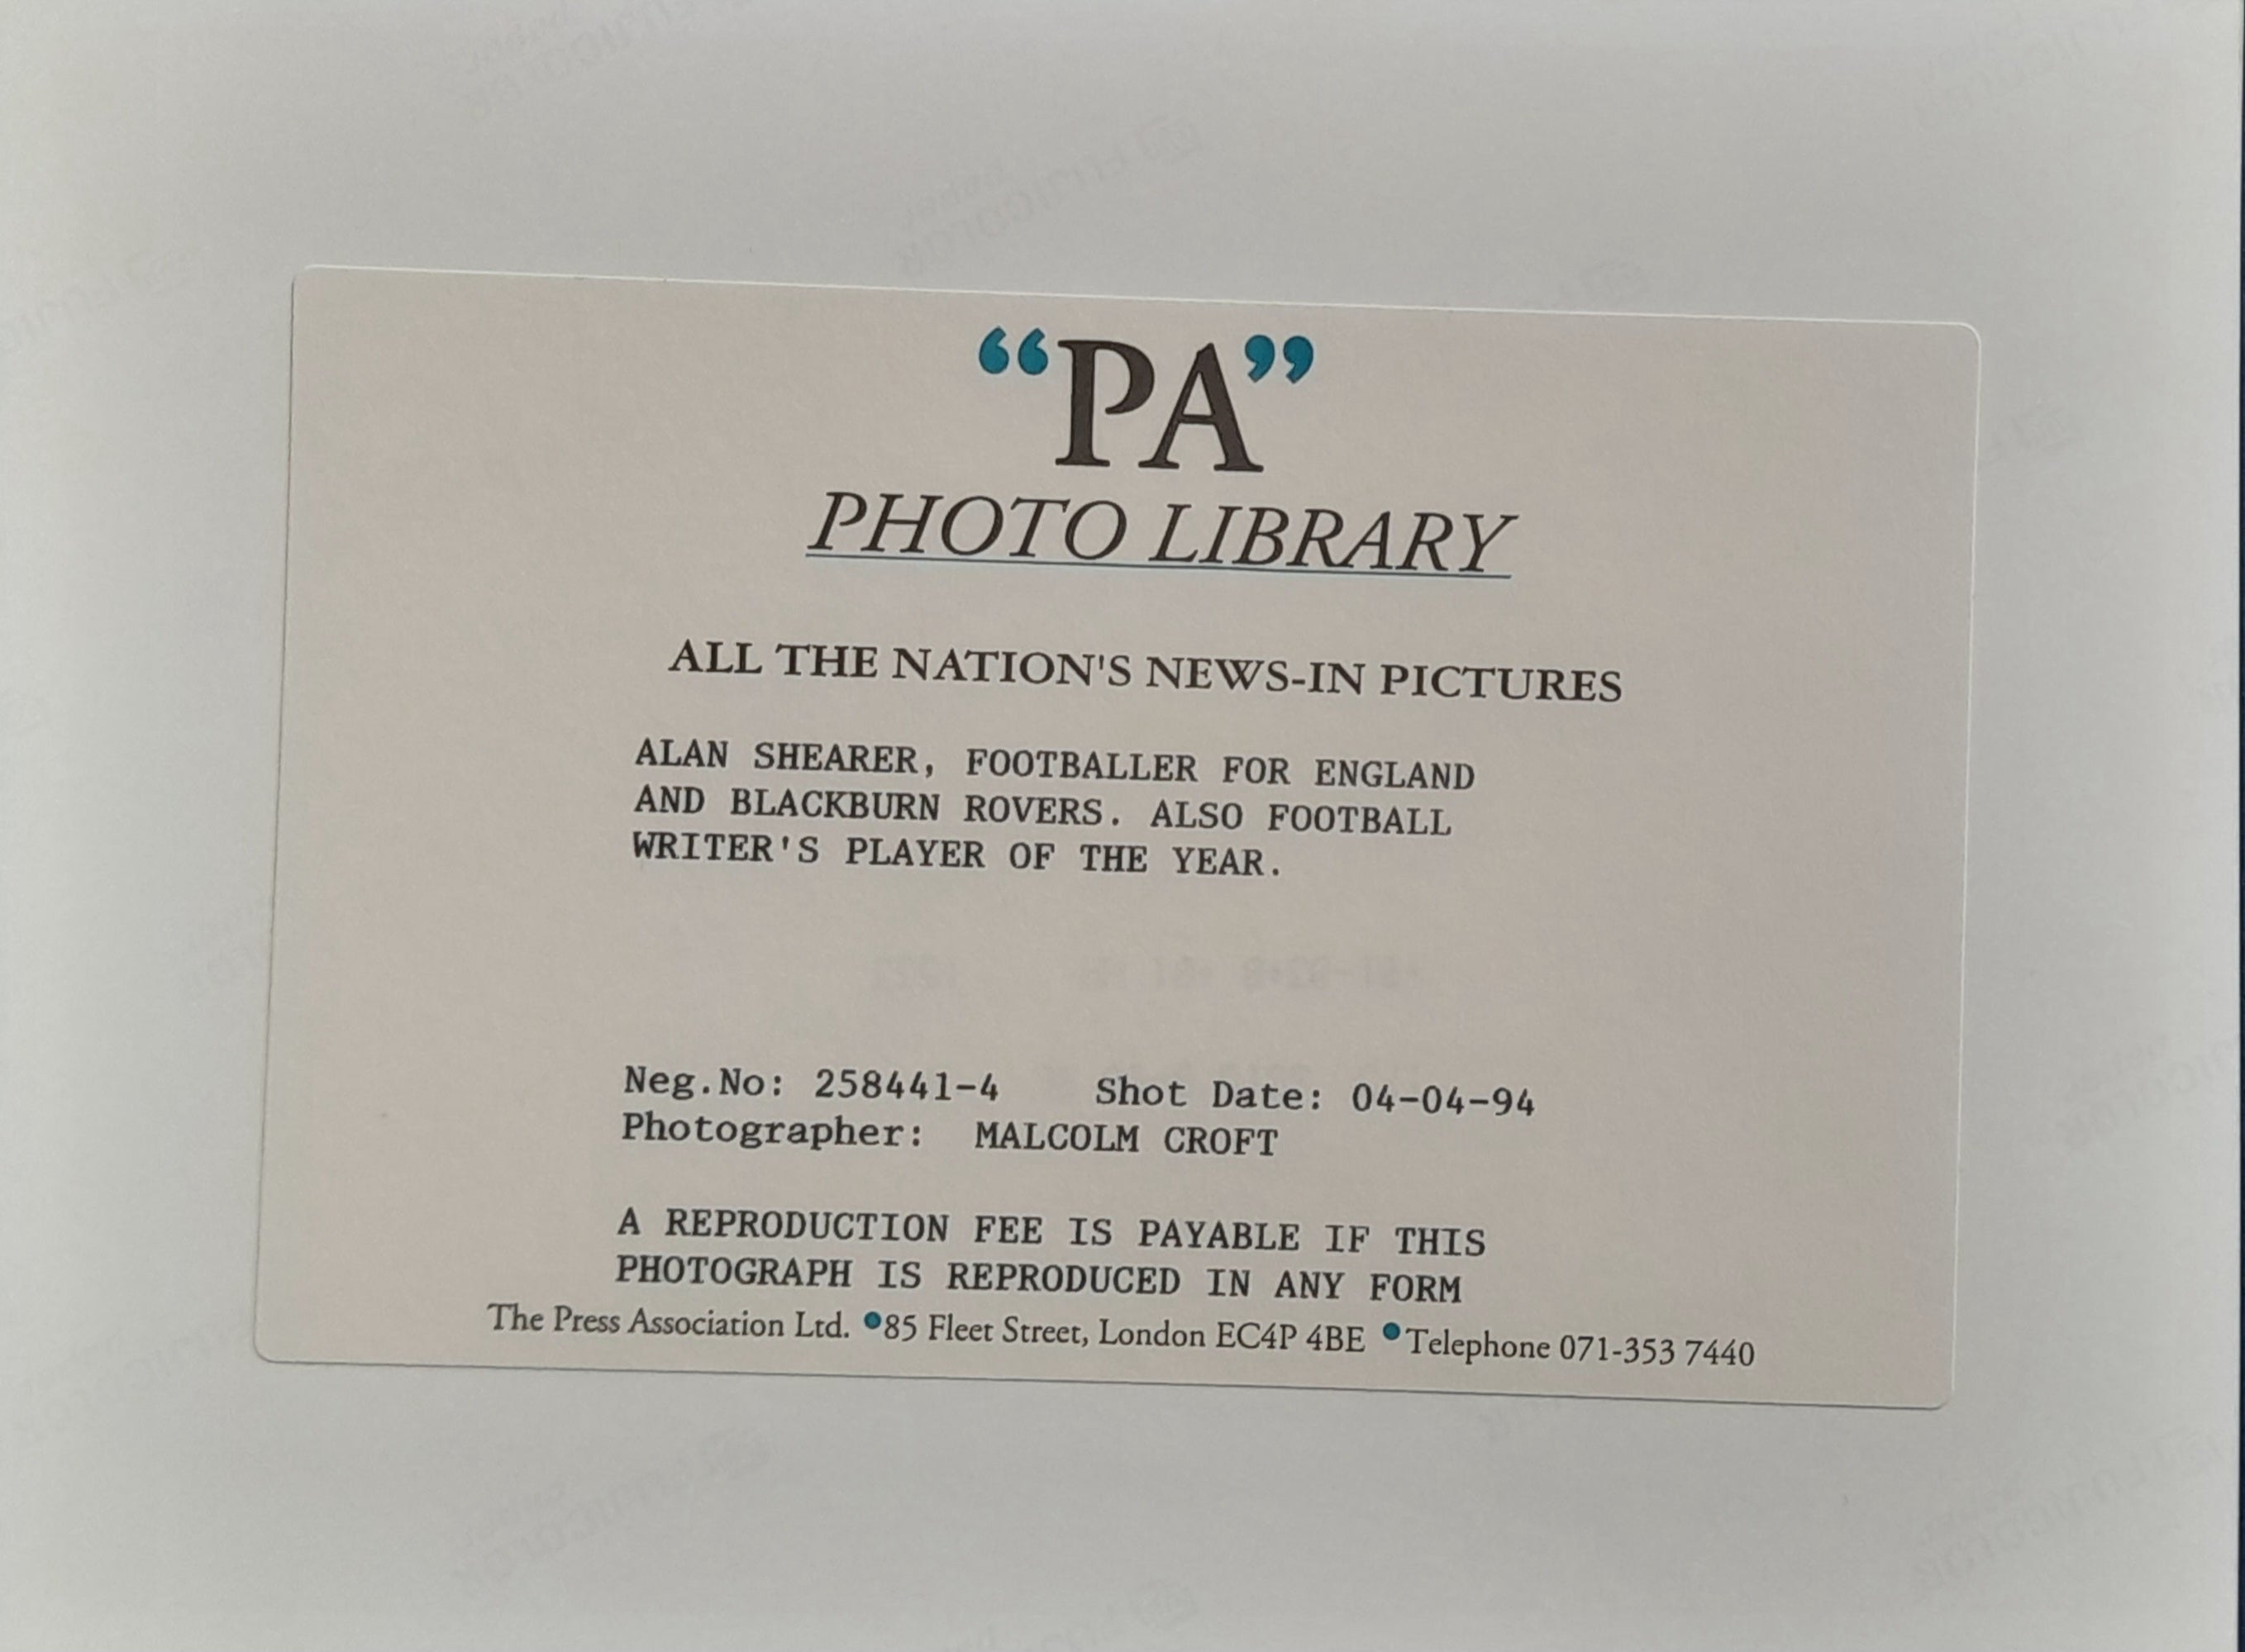 “PA”
PHOTO LIBRARY
ALL THE NATION'S NEWS-IN PICTURES
ALAN SHEARER, FOOTBALLER FOR ENGLAND
AND BLACKBURN ROVERS. ALSO FOOTBALL
WRITER'S PLAYER OF THE YEAR.
Neg.No: 258441-4 Shot Date: 04-04-94
Photographer: MALCOLM CROFT
A REPRODUCTION FEE IS PAYABLE IF THIS
PHOTOGRAPH IS REPRODUCED IN ANY FORM
The Press Association Ltd. •85 Fleet Street, London EC4P 4BE •Telephone 071-353 7440